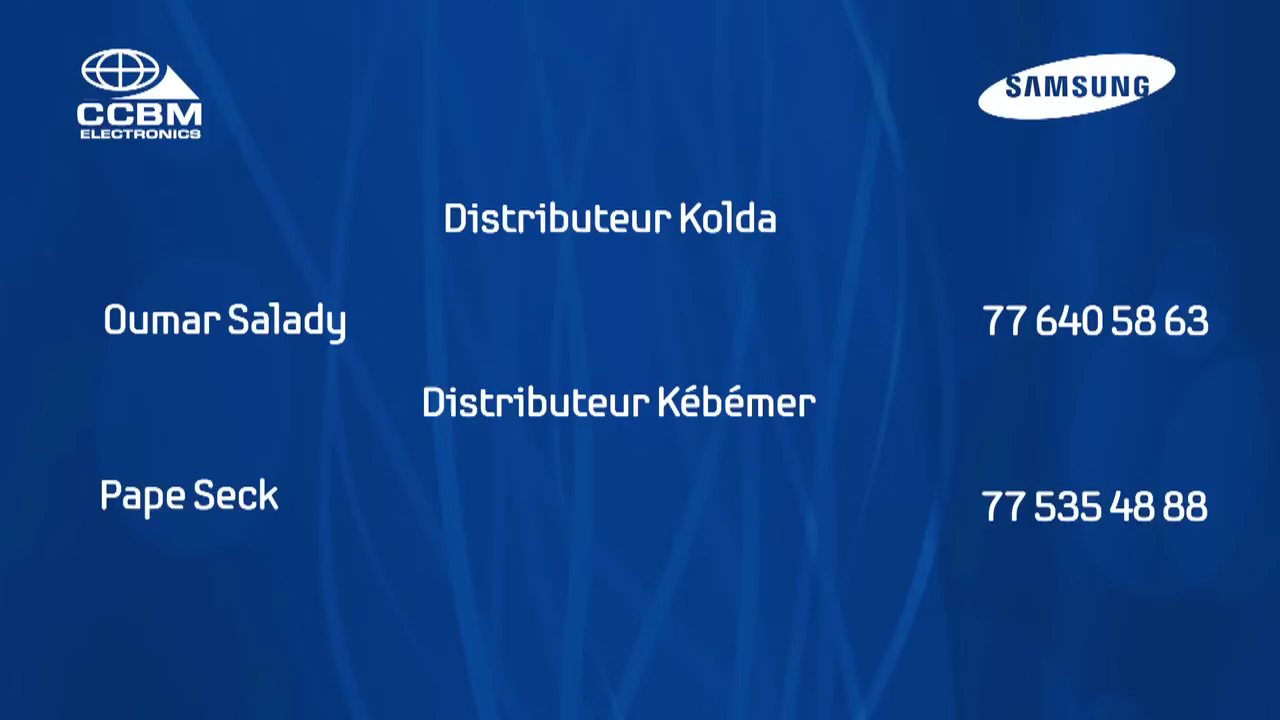 CCBM
ELECTRONICS
SAMSUNG
Distributeur Kolda
Oumar Salady 77 640 58 63
Distributeur Kébémer
Pape Seck 77 535 48 88